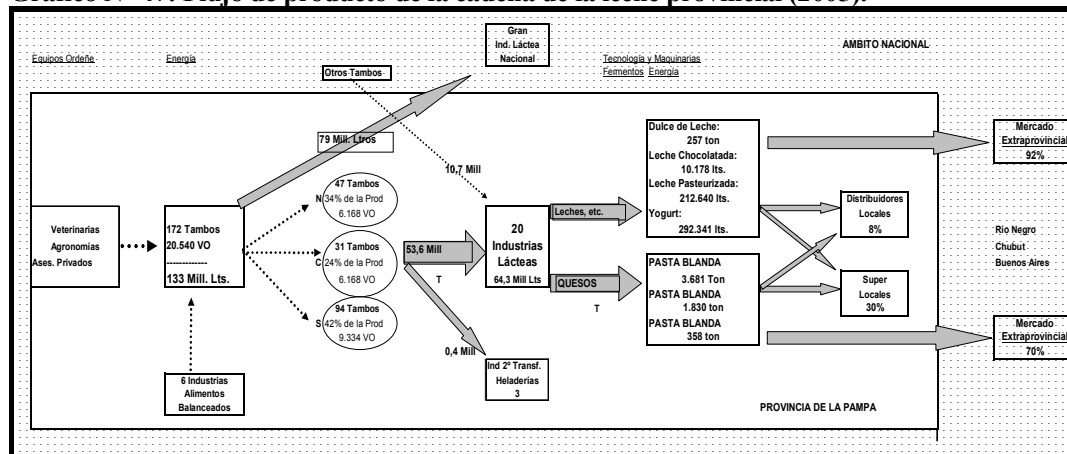 Gráfico Nº 47: Flujo de producto de la cadena de la leche provincial (2005).
Gran
Ind. Láctea
Nacional
AMBITO NACIONAL
Equipos Ordeñe
Energía
Tecnología y Maquinarias
Fermentos Energía
Otros Tambos
79 Mill. Ltros
10,7 Mill
Veterinarias
Agronomías
Ases. Privados
172 Tambos
20.540 VO
-------------
133 Mill. Lts.
6 Industrias
Alimentos
Balanceados
47 Tambos
N 34% de la Prod
6.168 VO
31 Tambos
C 24% de la Prod
6.168 VO
94 Tambos
S 42% de la Prod
9.334 VO
53,6 Mill
T
0,4 Mill
20
Industrias
Lácteas
64,3 Mill Lts
Ind 2º Transf.
Heladerías
3
Leches, etc.
QUESOS
T
Dulce de Leche:
257 ton
Leche Chocolatada:
10.178 lts.
Leche Pasteurizada:
212.640 lts.
Yogurt:
292.341 lts.
PASTA BLANDA
3.681 Ton
PASTA BLANDA
1.830 ton
PASTA BLANDA
358 ton
Distribuidores
Locales
8%
Super
Locales
30%
Mercado
Extraprovincial
92%
Río Negro
Chubut
Buenos Aires
Mercado
Extraprovincial
70%
PROVINCIA DE LA PAMPA